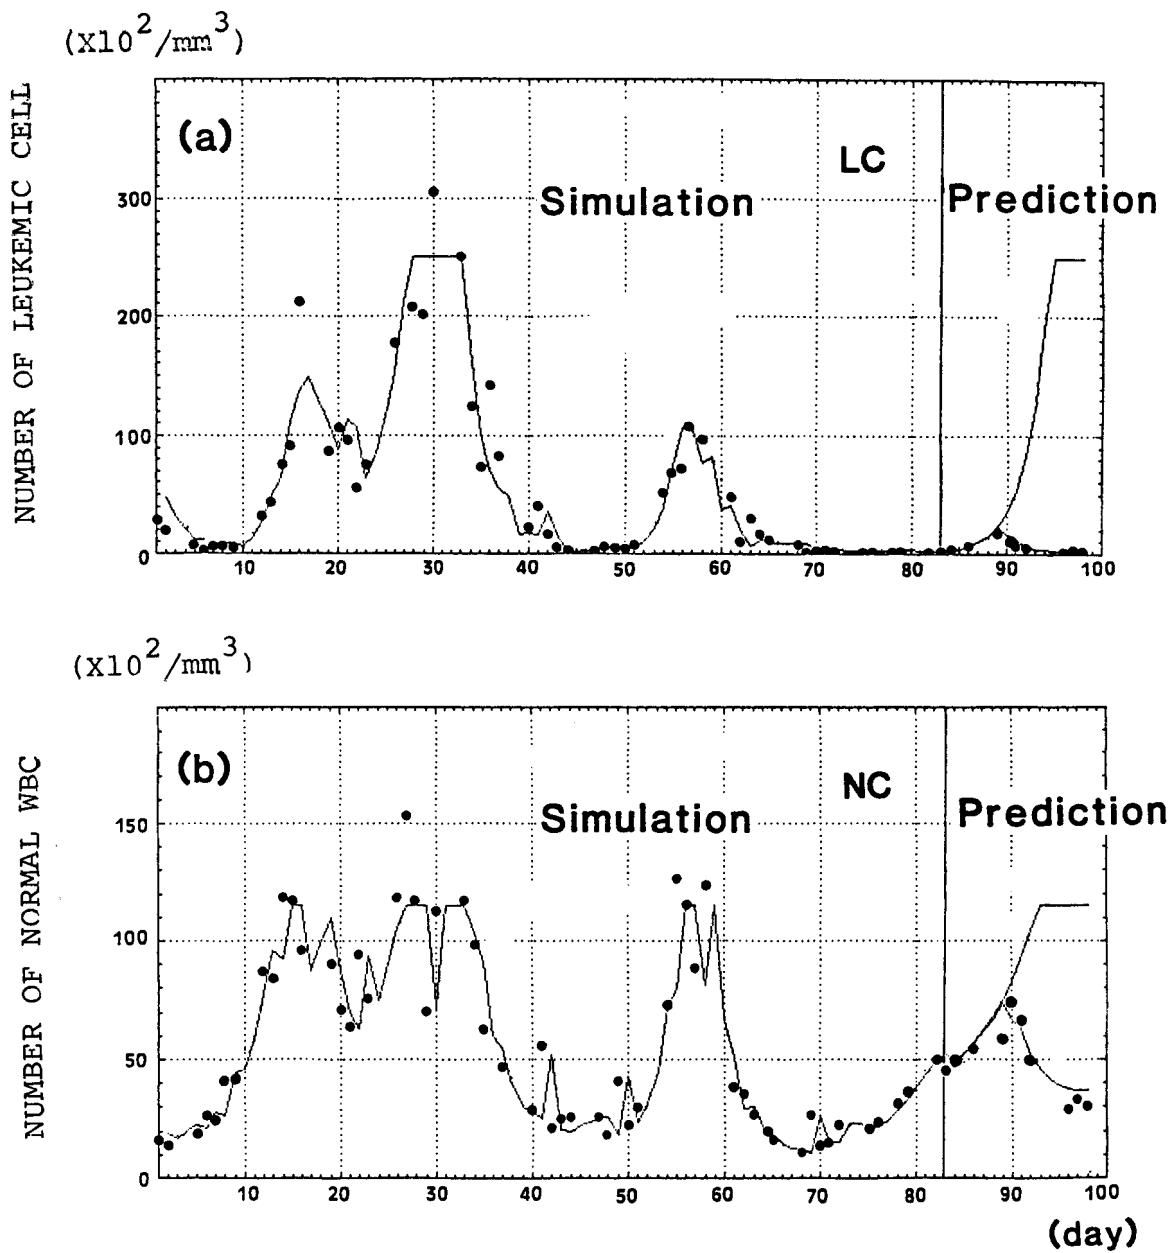 (X10²/mm³)
NUMBER OF LEUKEMIC CELL
(a)
LC
Simulation
Prediction
300
200
100
0
10 20 30 40 50 60 70 80 90 100
(X10²/mm³)
NUMBER OF NORMAL WBC
(b)
NC
Simulation
Prediction
150
100
50
0
10 20 30 40 50 60 70 80 90 100
(day)